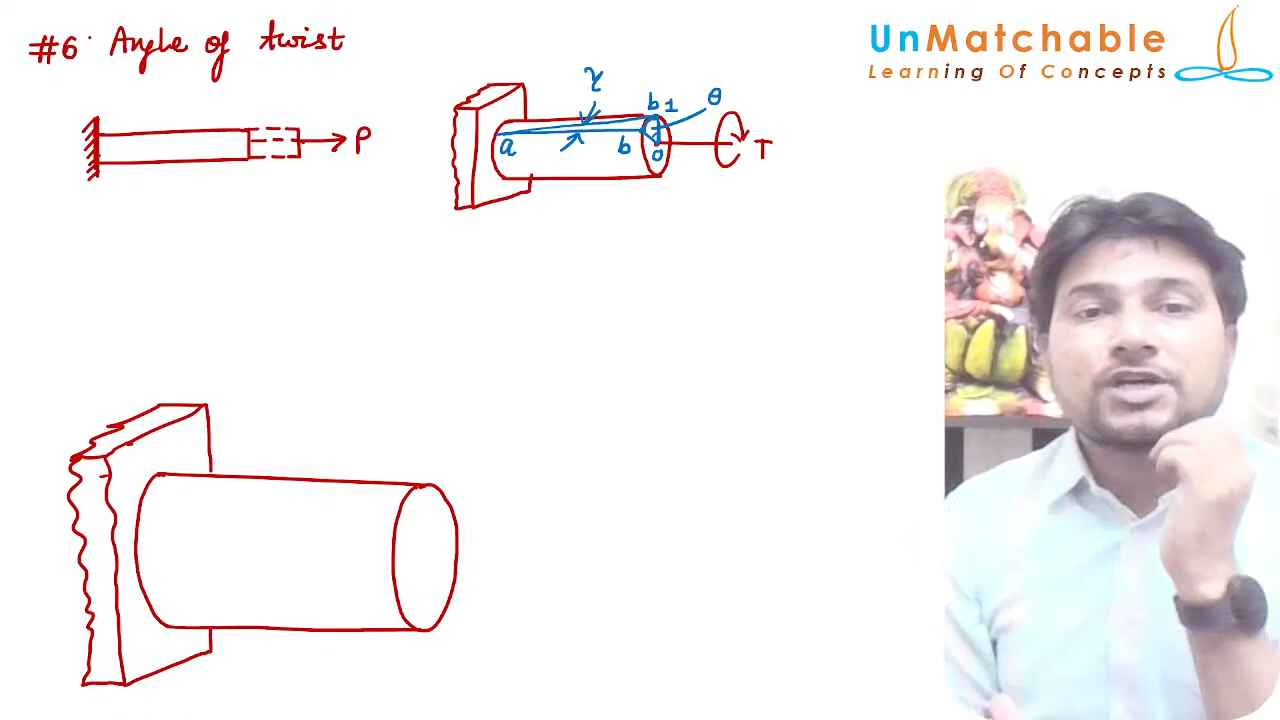 #6. Angle of twist
UnMatchable
Learning Of Concepts
P
γ
a
b
b1
θ
O
T